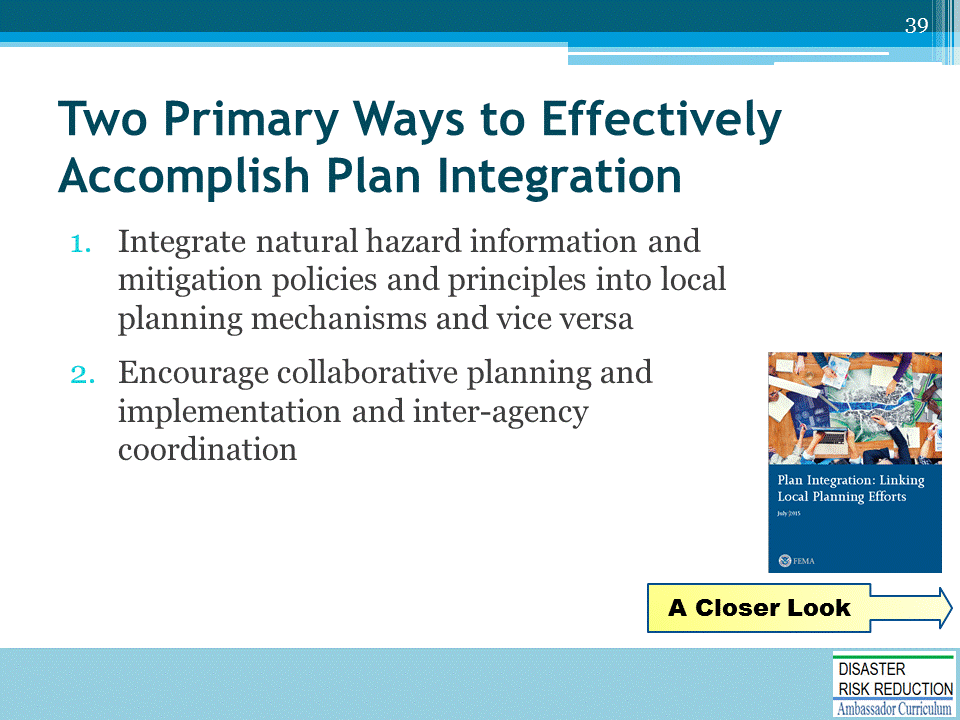 39
Two Primary Ways to Effectively
Accomplish Plan Integration
1. Integrate natural hazard information and
mitigation policies and principles into local
planning mechanisms and vice versa
2. Encourage collaborative planning and
implementation and inter-agency
coordination
Plan Integration: Linking
Local Planning Efforts
July 2015
FEMA
A Closer Look
DISASTER
RISK REDUCTION
Ambassador Curriculum